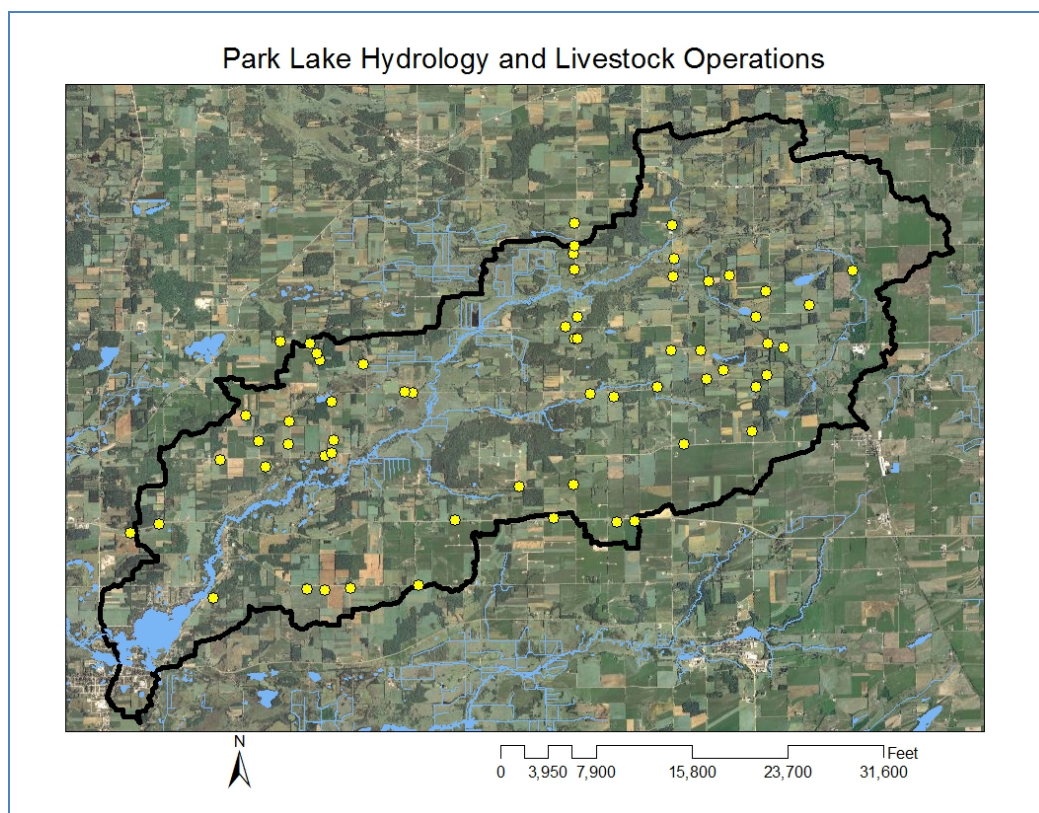 Park Lake Hydrology and Livestock Operations
N
Feet
0 3,950 7,900 15,800 23,700 31,600